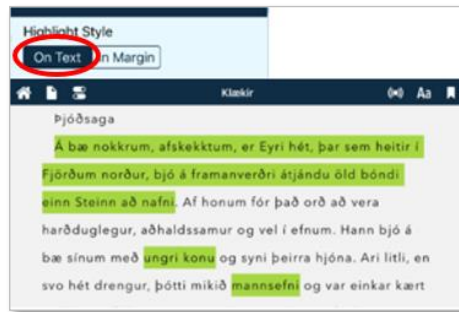 Highlight Style
On Text In Margin
Klækir
Aa
Þjóðsaga
Á bæ nokkrum, afskekktum, er Eyri hét, þar sem heitir í
Fjörðum norður, bjó á framanverðri átjándu öld bóndi
einn Steinn að nafni. Af honum fór það orð að vera
harðduglegur, aðhaldssamur og vel í efnum. Hann bjó á
bæ sínum með ungri konu og syni þeirra hjóna. Ari litli, en
svo hét drengur, þótti mikið mannsefni og var einkar kært